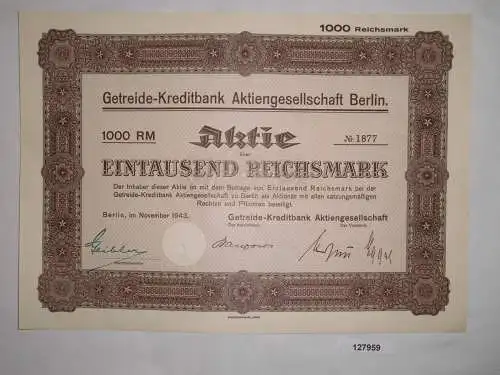 1000 Reichsmark
Getreide-Kreditbank Aktiengesellschaft Berlin.
1000 RM
Aktie
№ 1877
über
EINTAUSEND REICHSMARK
Der Inhaber dieser Aktie ist mit dem Betrage von Eintausend Reichsmark bei der
Getreide-Kreditbank Aktiengesellschaft zu Berlin als Aktionär mit allen satzungsmäßigen
Rechten und Pflichten beteiligt.
Berlin, im November 1943.
Getreide-Kreditbank Aktiengesellschaft
Der Aufsichtsrat.
Der Vorstand.
127959